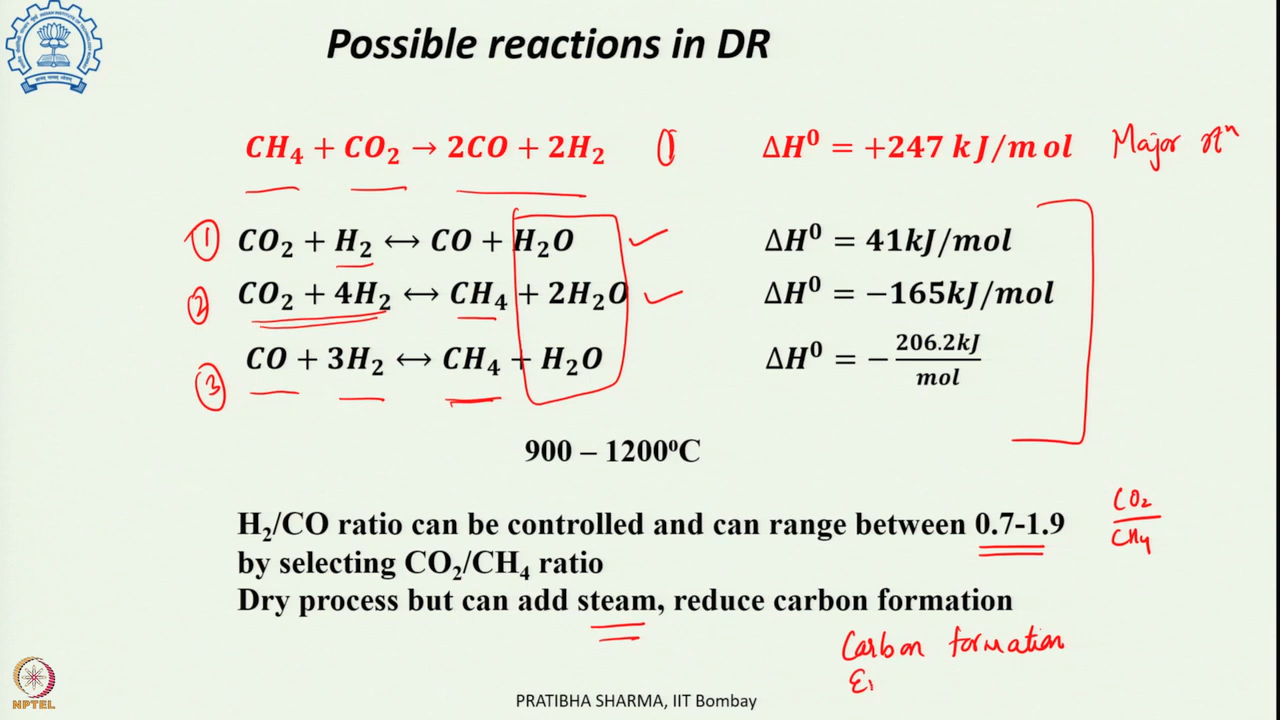 Possible reactions in DR
CH₄ + CO₂ → 2CO + 2H₂ ① ΔH⁰ = +247 kJ/mol Major rxⁿ
① CO₂ + H₂ ↔ CO + H₂O ✓ ΔH⁰ = 41kJ/mol
② CO₂ + 4H₂ ↔ CH₄ + 2H₂O ✓ ΔH⁰ = −165kJ/mol
③ CO + 3H₂ ↔ CH₄ + H₂O ΔH⁰ = − 206.2kJ/mol
900 – 1200⁰C
H₂/CO ratio can be controlled and can range between 0.7-1.9 CO₂/CH₄
by selecting CO₂/CH₄ ratio
Dry process but can add steam, reduce carbon formation
Carbon formation
NPTEL
PRATIBHA SHARMA, IIT Bombay